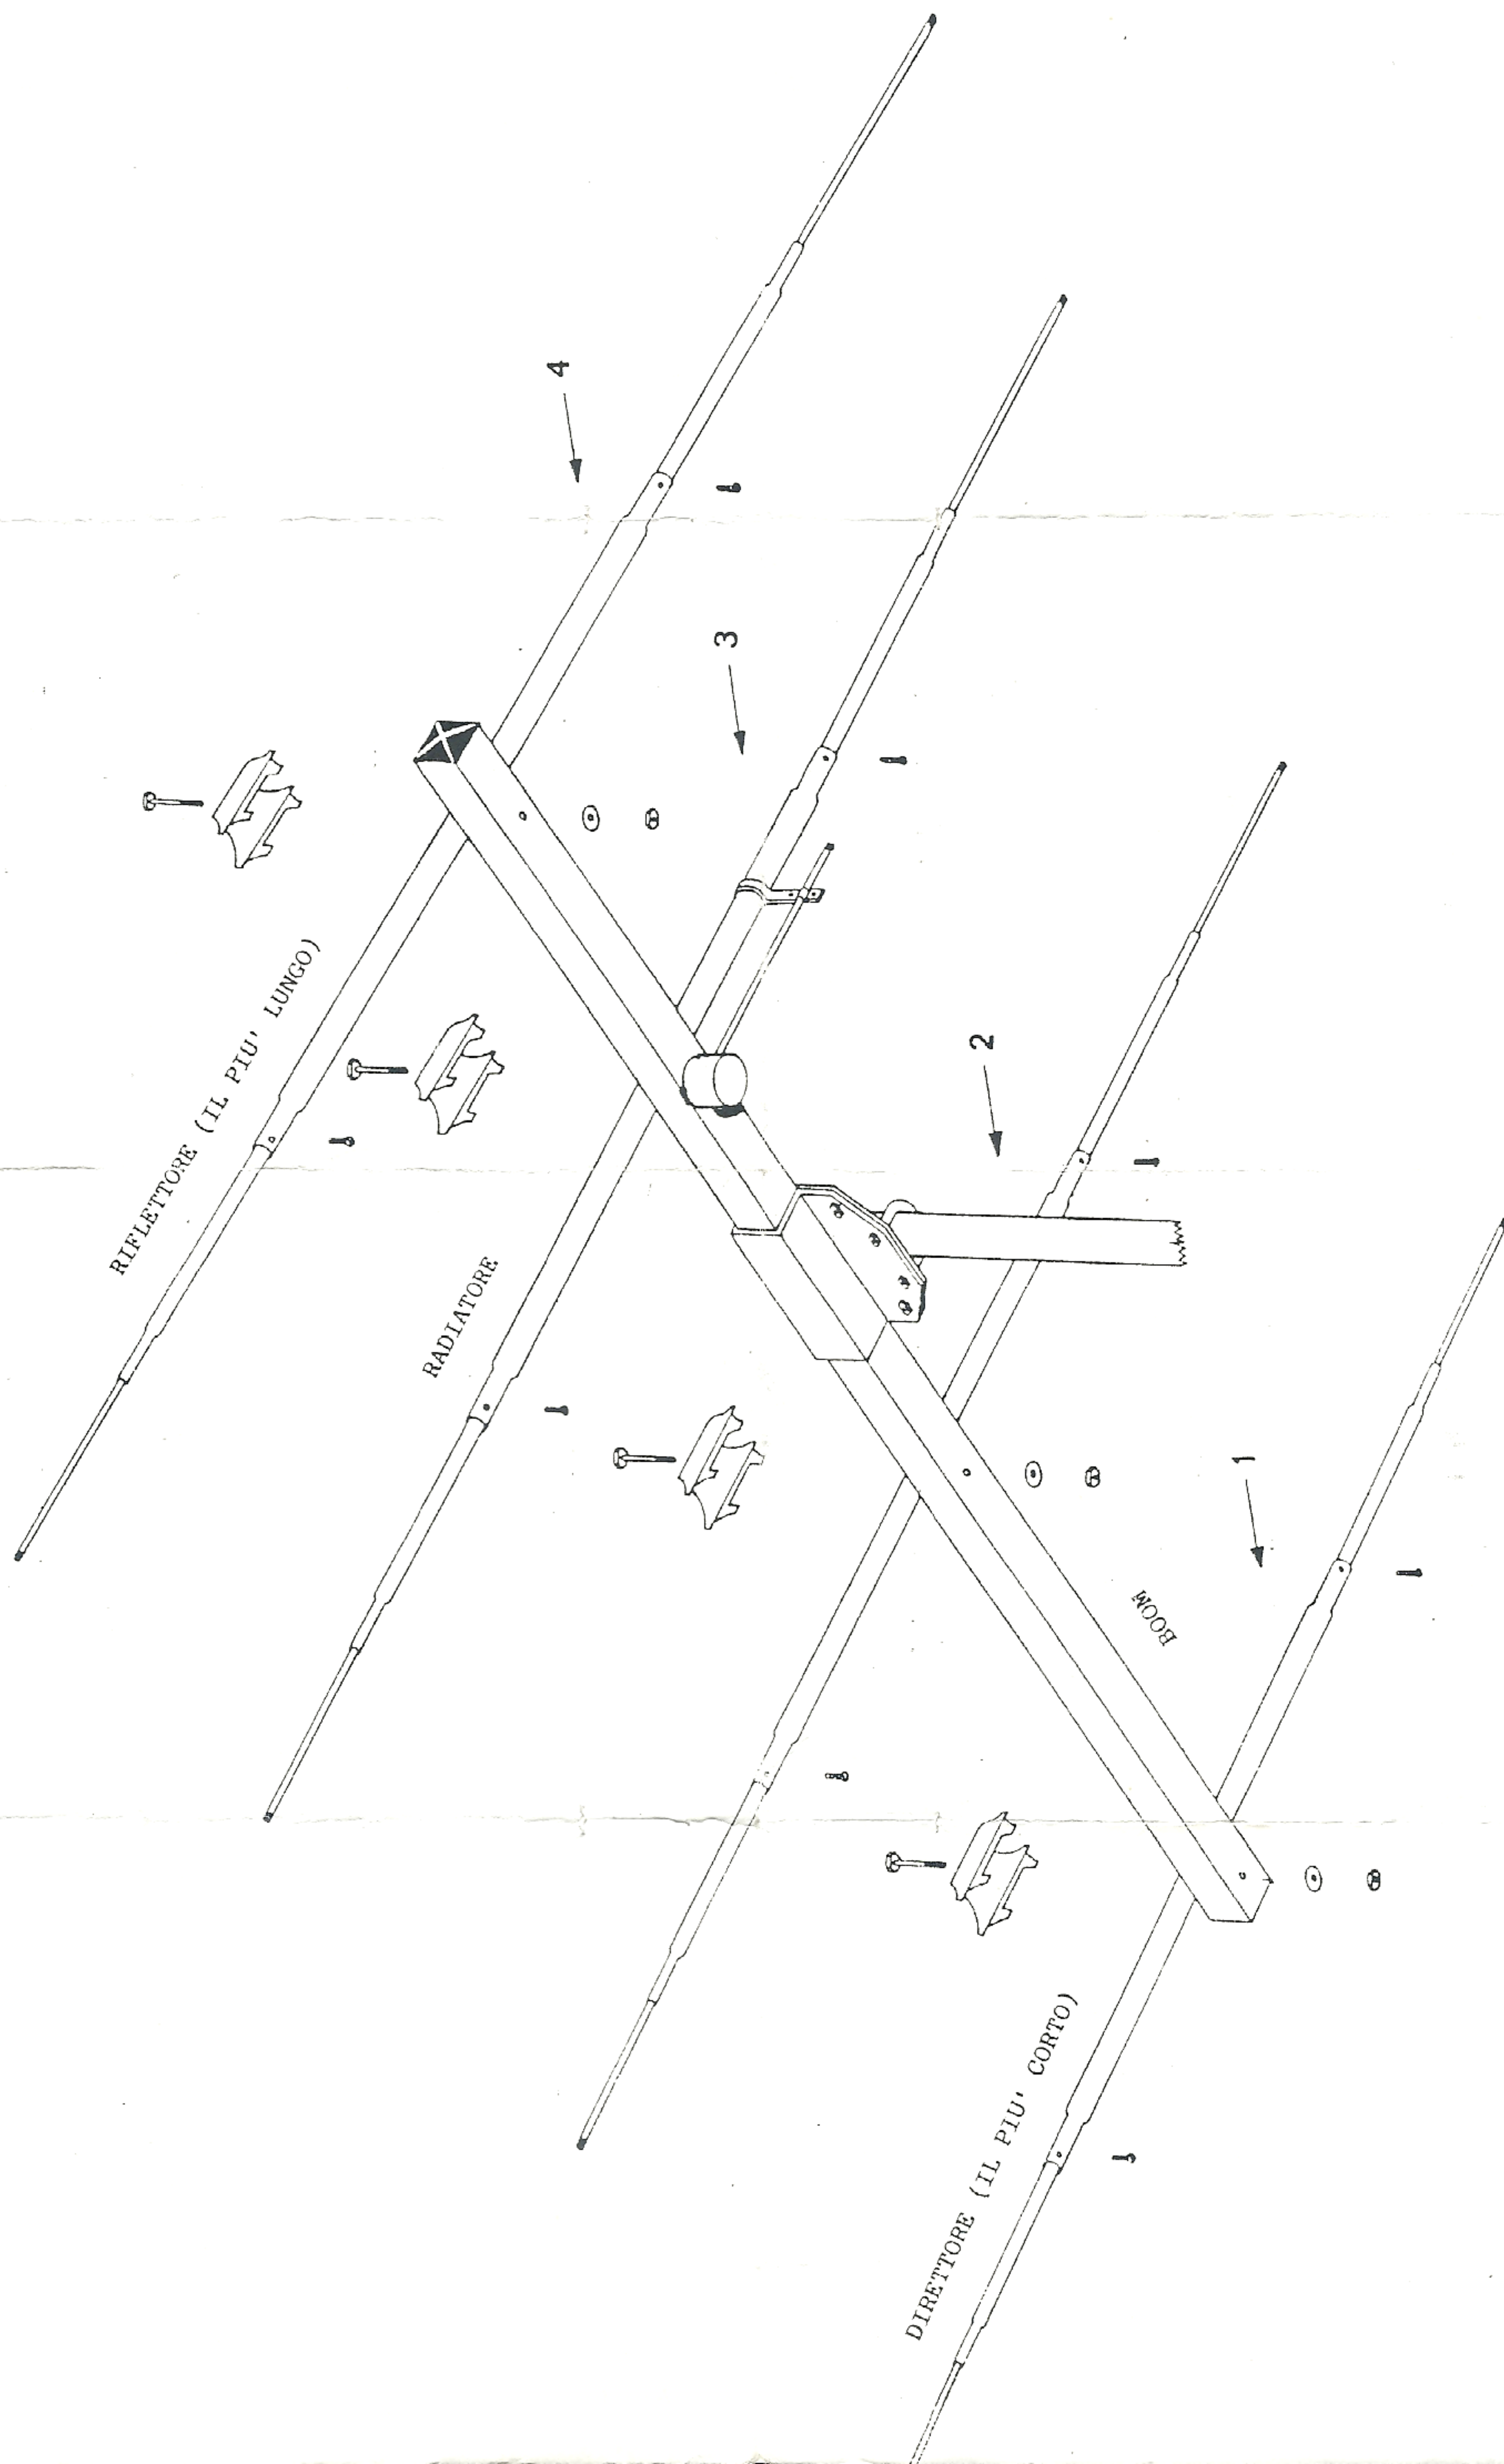 4
RIFLETTORE (IL PIU' LUNGO)
3
RADIATORE
2
1
BOOM
DIRETTORE (IL PIU' CORTO)